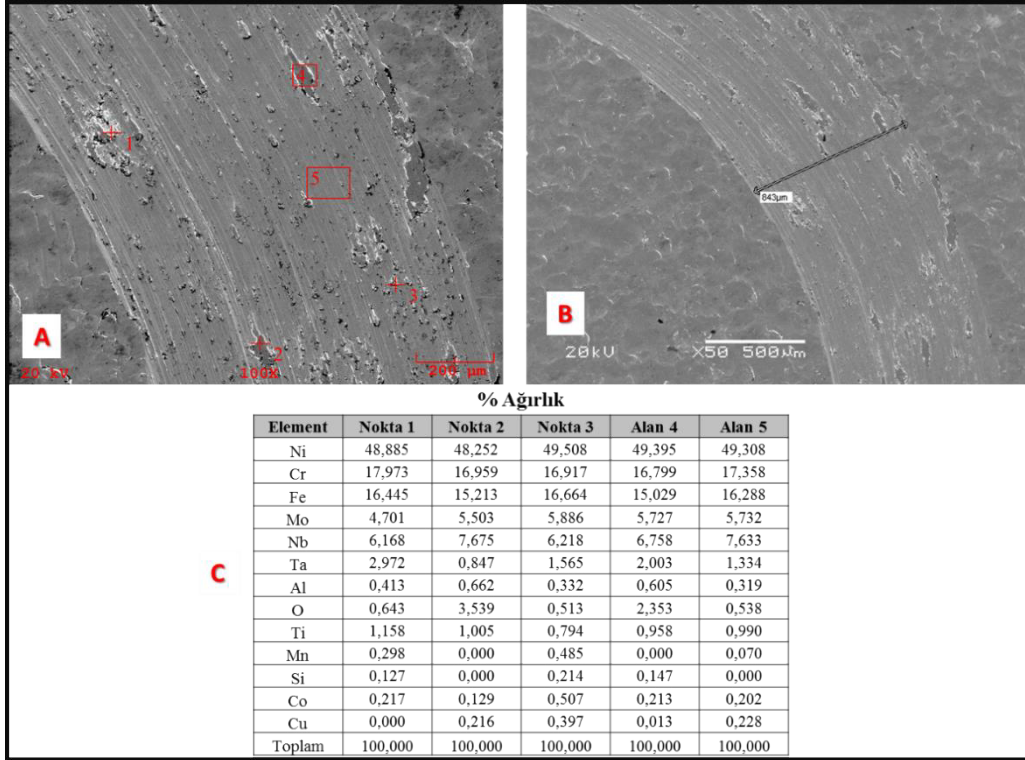 4
1
5
3
2
A
20 kV
100X
200 µm
843µm
B
20kU
X50 500µm
% Ağırlık
Element Nokta 1 Nokta 2 Nokta 3 Alan 4 Alan 5
Ni 48,885 48,252 49,508 49,395 49,308
Cr 17,973 16,959 16,917 16,799 17,358
Fe 16,445 15,213 16,664 15,029 16,288
Mo 4,701 5,503 5,886 5,727 5,732
Nb 6,168 7,675 6,218 6,758 7,633
Ta 2,972 0,847 1,565 2,003 1,334
C
Al 0,413 0,662 0,332 0,605 0,319
O 0,643 3,539 0,513 2,353 0,538
Ti 1,158 1,005 0,794 0,958 0,990
Mn 0,298 0,000 0,485 0,000 0,070
Si 0,127 0,000 0,214 0,147 0,000
Co 0,217 0,129 0,507 0,213 0,202
Cu 0,000 0,216 0,397 0,013 0,228
Toplam 100,000 100,000 100,000 100,000 100,000